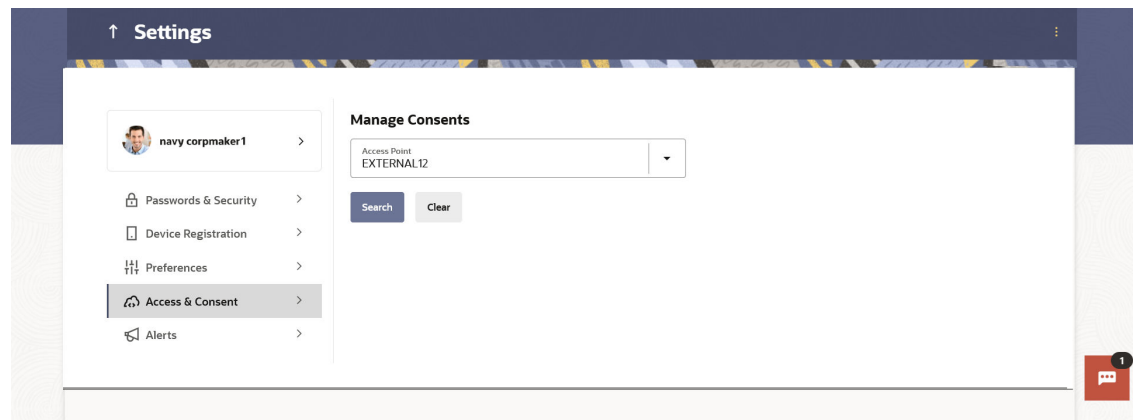 Settings
navy corpmaker1
Passwords & Security
Device Registration
Preferences
Access & Consent
Alerts
Manage Consents
Access Point
EXTERNAL12
Search Clear
1